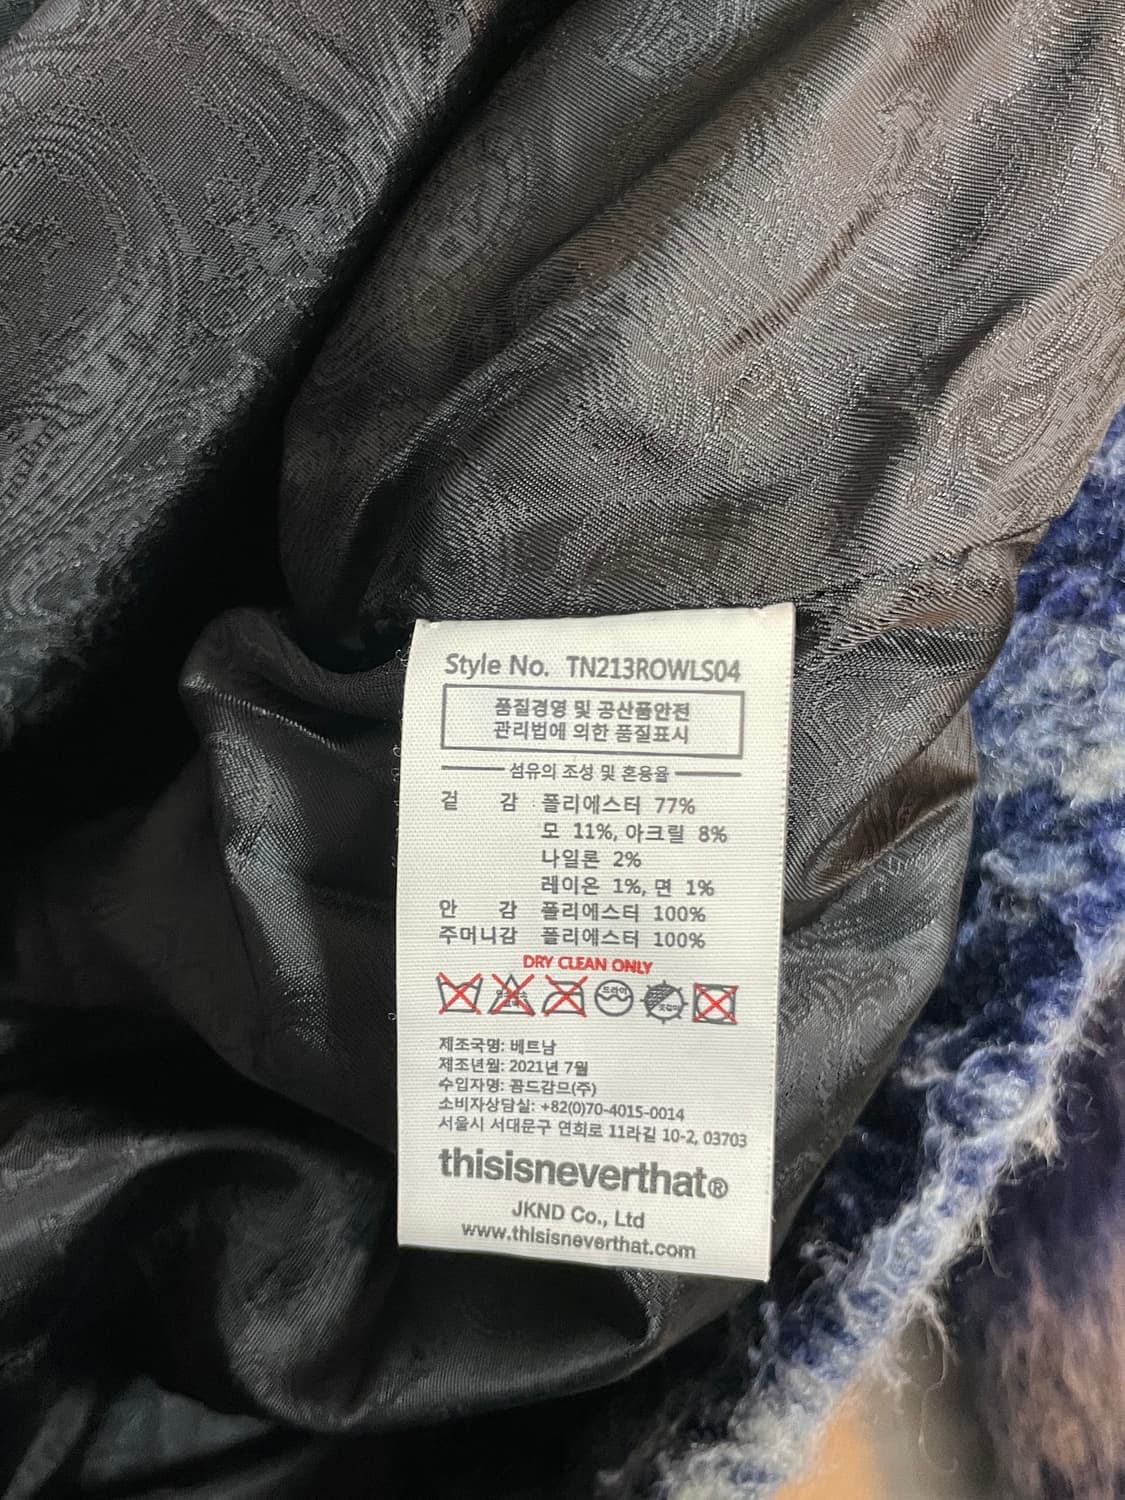 Style No. TN213ROWLS04
품질경영 및 공산품안전
관리법에 의한 품질표시
섬유의 조성 및 혼용율
겉 감 폴리에스터 77%
모 11%, 아크릴 8%
나일론 2%
레이온 1%, 면 1%
안 감 폴리에스터 100%
주머니감 폴리에스터 100%
DRY CLEAN ONLY
드라이
제조국명: 베트남
제조년월: 2021년 7월
수입자명: 꼼드감므(주)
소비자상담실: +82(0)70-4015-0014
서울시 서대문구 연희로 11라길 10-2, 03703
thisisneverthat®
JKND Co., Ltd
www.thisisneverthat.com